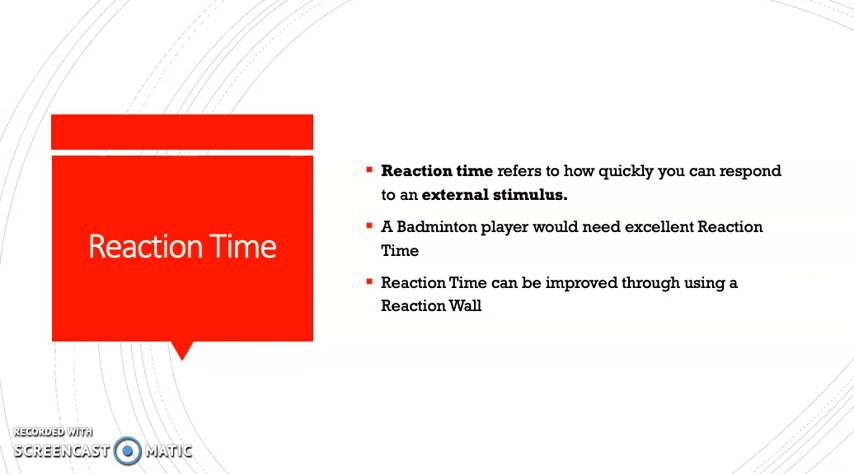 Reaction Time
Reaction time refers to how quickly you can respond
to an external stimulus.
A Badminton player would need excellent Reaction
Time
Reaction Time can be improved through using a
Reaction Wall
RECORDED WITH
SCREENCAST MATIC